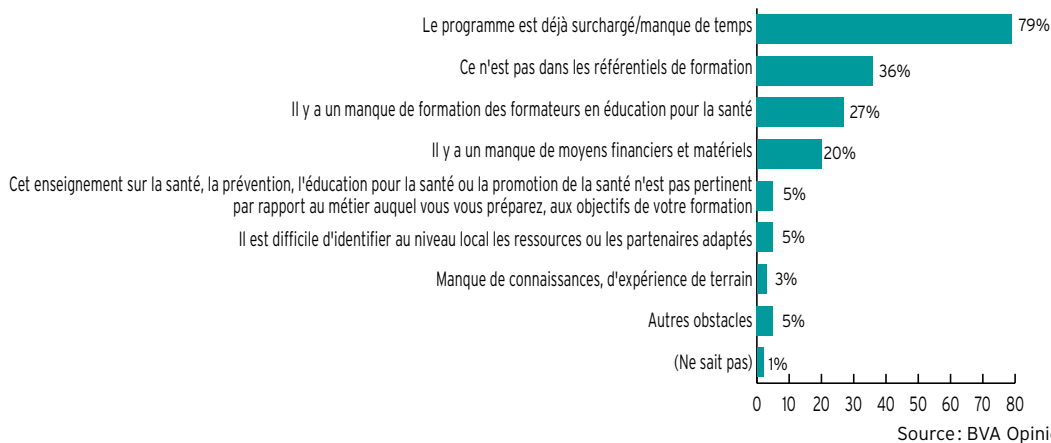 Le programme est déjà surchargé/manque de temps 79%
Ce n'est pas dans les référentiels de formation 36%
Il y a un manque de formation des formateurs en éducation pour la santé 27%
Il y a un manque de moyens financiers et matériels 20%
Cet enseignement sur la santé, la prévention, l'éducation pour la santé ou la promotion de la santé n'est pas pertinent
par rapport au métier auquel vous vous préparez, aux objectifs de votre formation 5%
Il est difficile d'identifier au niveau local les ressources ou les partenaires adaptés 5%
Manque de connaissances, d'expérience de terrain 3%
Autres obstacles 5%
(Ne sait pas) 1%
0 10 20 30 40 50 60 70 80
Source: BVA